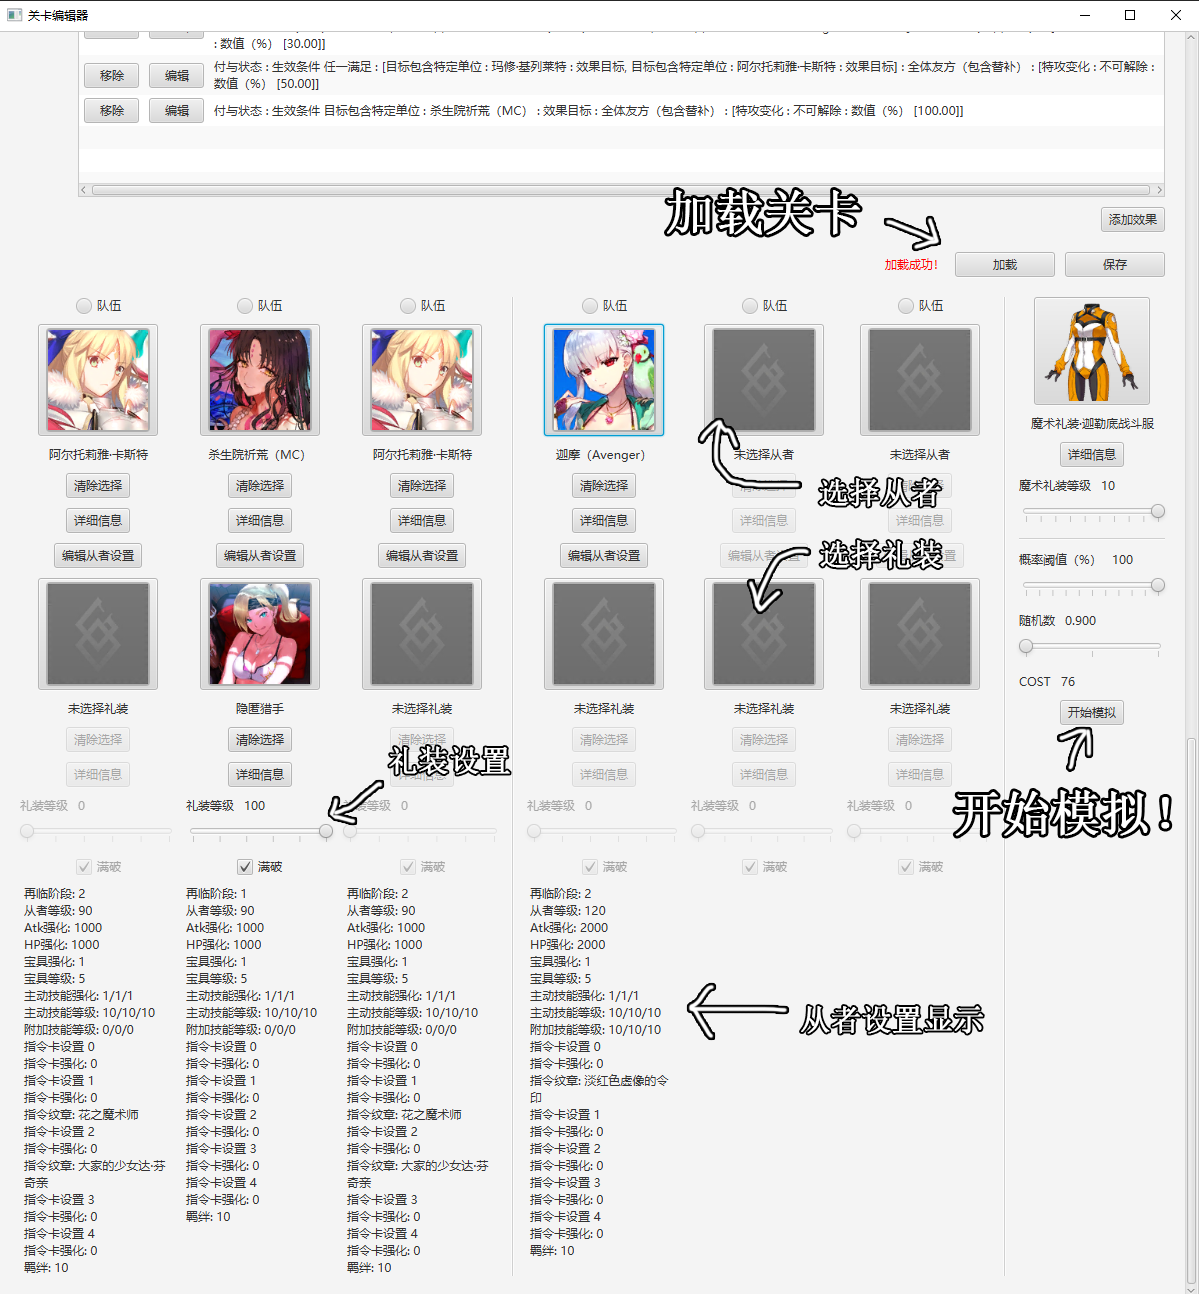 关卡编辑器
: 数值（%） [30.00]]
移除 编辑 付与状态 : 生效条件 任一满足 : [目标包含特定单位 : 玛修·基列莱特 : 效果目标, 目标包含特定单位 : 阿尔托莉雅·卡斯特 : 效果目标] : 全体友方（包含替补） : [特攻变化 : 不可解除 :
数值（%） [50.00]]
移除 编辑 付与状态 : 生效条件 目标包含特定单位 : 杀生院祈荒（MC） : 效果目标 : 全体友方（包含替补） : [特攻变化 : 不可解除 : 数值（%） [100.00]]
添加效果
加载关卡
加载成功！ 加载 保存
队伍 队伍 队伍 队伍 队伍 队伍
阿尔托莉雅·卡斯特 杀生院祈荒（MC） 阿尔托莉雅·卡斯特 迦摩（Avenger） 未选择从者 未选择从者
魔术礼装·迦勒底战斗服
详细信息
清除选择 清除选择 清除选择 清除选择
选择从者
魔术礼装等级 10
详细信息 详细信息 详细信息 详细信息 详细信息 详细信息
编辑从者设置 编辑从者设置 编辑从者设置 编辑从者设置
选择礼装
概率阈值（%） 100
随机数 0.900
COST 76
开始模拟
未选择礼装 隐匿猎手 未选择礼装 未选择礼装 未选择礼装 未选择礼装
清除选择 清除选择 清除选择 清除选择 清除选择 清除选择
礼装设置
详细信息 详细信息 详细信息 详细信息 详细信息
开始模拟！
礼装等级 0 礼装等级 100 礼装等级 0 礼装等级 0 礼装等级 0 礼装等级 0
满破 满破 满破 满破 满破 满破
再临阶段: 2
从者等级: 90
Atk强化: 1000
HP强化: 1000
宝具强化: 1
宝具等级: 5
主动技能强化: 1/1/1
主动技能等级: 10/10/10
附加技能等级: 0/0/0
指令卡设置 0
指令卡强化: 0
指令卡设置 1
指令卡强化: 0
指令纹章: 花之魔术师
指令卡设置 2
指令卡强化: 0
指令纹章: 大家的少女达·芬
奇亲
指令卡设置 3
指令卡强化: 0
指令卡设置 4
指令卡强化: 0
羁绊: 10
再临阶段: 1
从者等级: 90
Atk强化: 1000
HP强化: 1000
宝具强化: 1
宝具等级: 5
主动技能强化: 1/1/1
主动技能等级: 10/10/10
附加技能等级: 0/0/0
指令卡设置 0
指令卡强化: 0
指令卡设置 1
指令卡强化: 0
指令卡设置 2
指令卡强化: 0
指令卡设置 3
指令卡强化: 0
指令卡设置 4
指令卡强化: 0
羁绊: 10
再临阶段: 2
从者等级: 90
Atk强化: 1000
HP强化: 1000
宝具强化: 1
宝具等级: 5
主动技能强化: 1/1/1
主动技能等级: 10/10/10
附加技能等级: 0/0/0
指令卡设置 0
指令卡强化: 0
指令卡设置 1
指令卡强化: 0
指令纹章: 花之魔术师
指令卡设置 2
指令卡强化: 0
指令纹章: 大家的少女达·芬
奇亲
指令卡设置 3
指令卡强化: 0
指令卡设置 4
指令卡强化: 0
羁绊: 10
再临阶段: 2
从者等级: 120
Atk强化: 2000
HP强化: 2000
宝具强化: 1
宝具等级: 5
主动技能强化: 1/1/1
主动技能等级: 10/10/10
附加技能等级: 10/10/10
指令卡设置 0
指令卡强化: 0
指令纹章: 淡红色虚像的令
印
指令卡设置 1
指令卡强化: 0
指令卡设置 2
指令卡强化: 0
指令卡设置 3
指令卡强化: 0
指令卡设置 4
指令卡强化: 0
羁绊: 10
从者设置显示